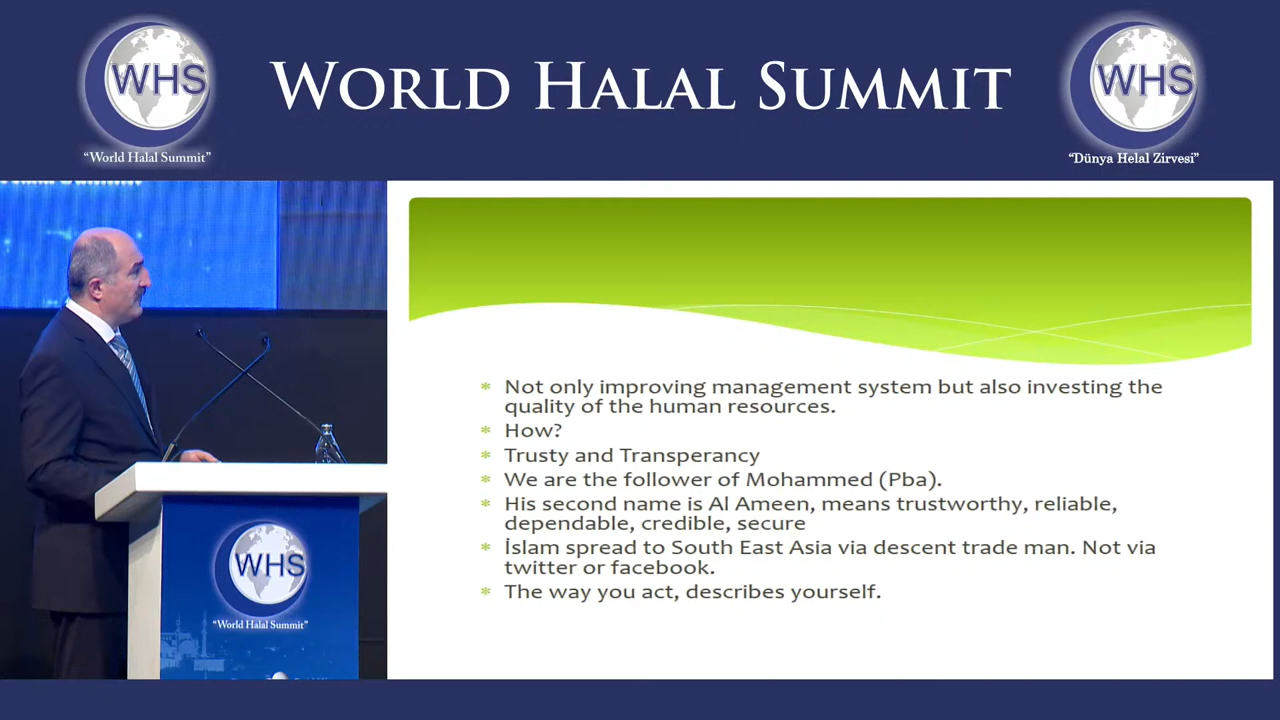 WHS
"World Halal Summit"
WORLD HALAL SUMMIT
WHS
"Dünya Helal Zirvesi"
* Not only improving management system but also investing the
quality of the human resources.
* How?
* Trusty and Transperancy
* We are the follower of Mohammed (Pba).
* His second name is Al Ameen, means trustworthy, reliable,
dependable, credible, secure
* İslam spread to South East Asia via descent trade man. Not via
twitter or facebook.
* The way you act, describes yourself.
WHS
"World Halal Summit"